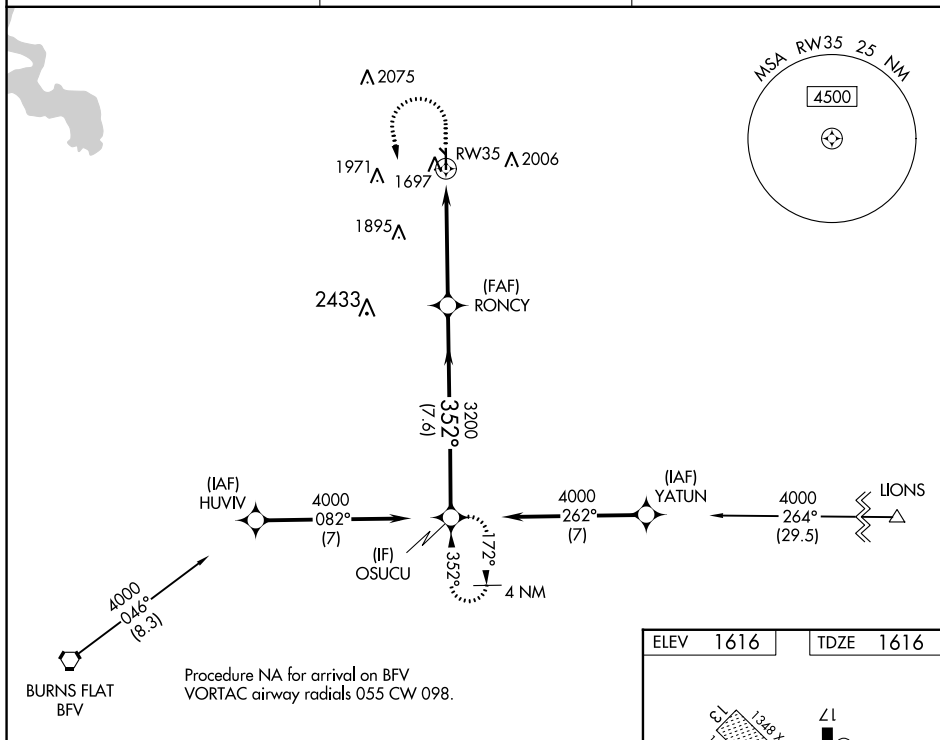 MSA RW35 25 NM
4500
2075
RW35
2006
1971
1697
1895
(FAF)
RONCY
2433
3200
352°
(7.6)
(IAF)
HUVIV
4000
082°
(7)
(IF)
OSUCU
(IAF)
YATUN
4000
262°
(7)
LIONS
4000
264°
(29.5)
172°
352°
4 NM
4000
046°
(8.3)
BURNS FLAT
BFV
Procedure NA for arrival on BFV
VORTAC airway radials 055 CW 098.
ELEV 1616
TDZE 1616
13
1348 X
17